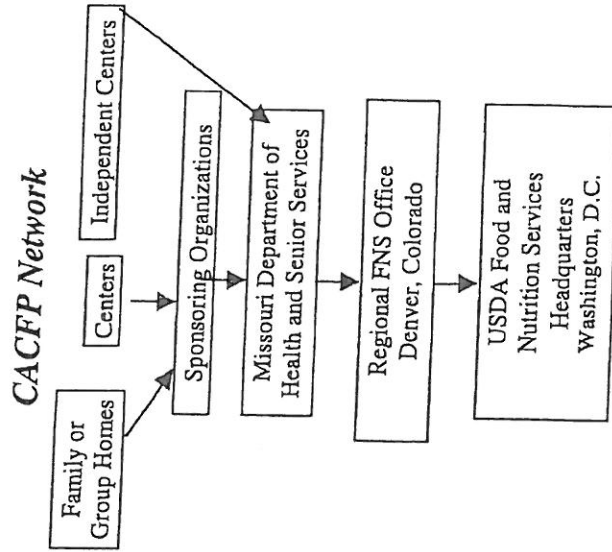 CACFP Network
Family or
Group Homes
Centers
Independent Centers
Sponsoring Organizations
Missouri Department of
Health and Senior Services
Regional FNS Office
Denver, Colorado
USDA Food and
Nutrition Services
Headquarters
Washington, D.C.